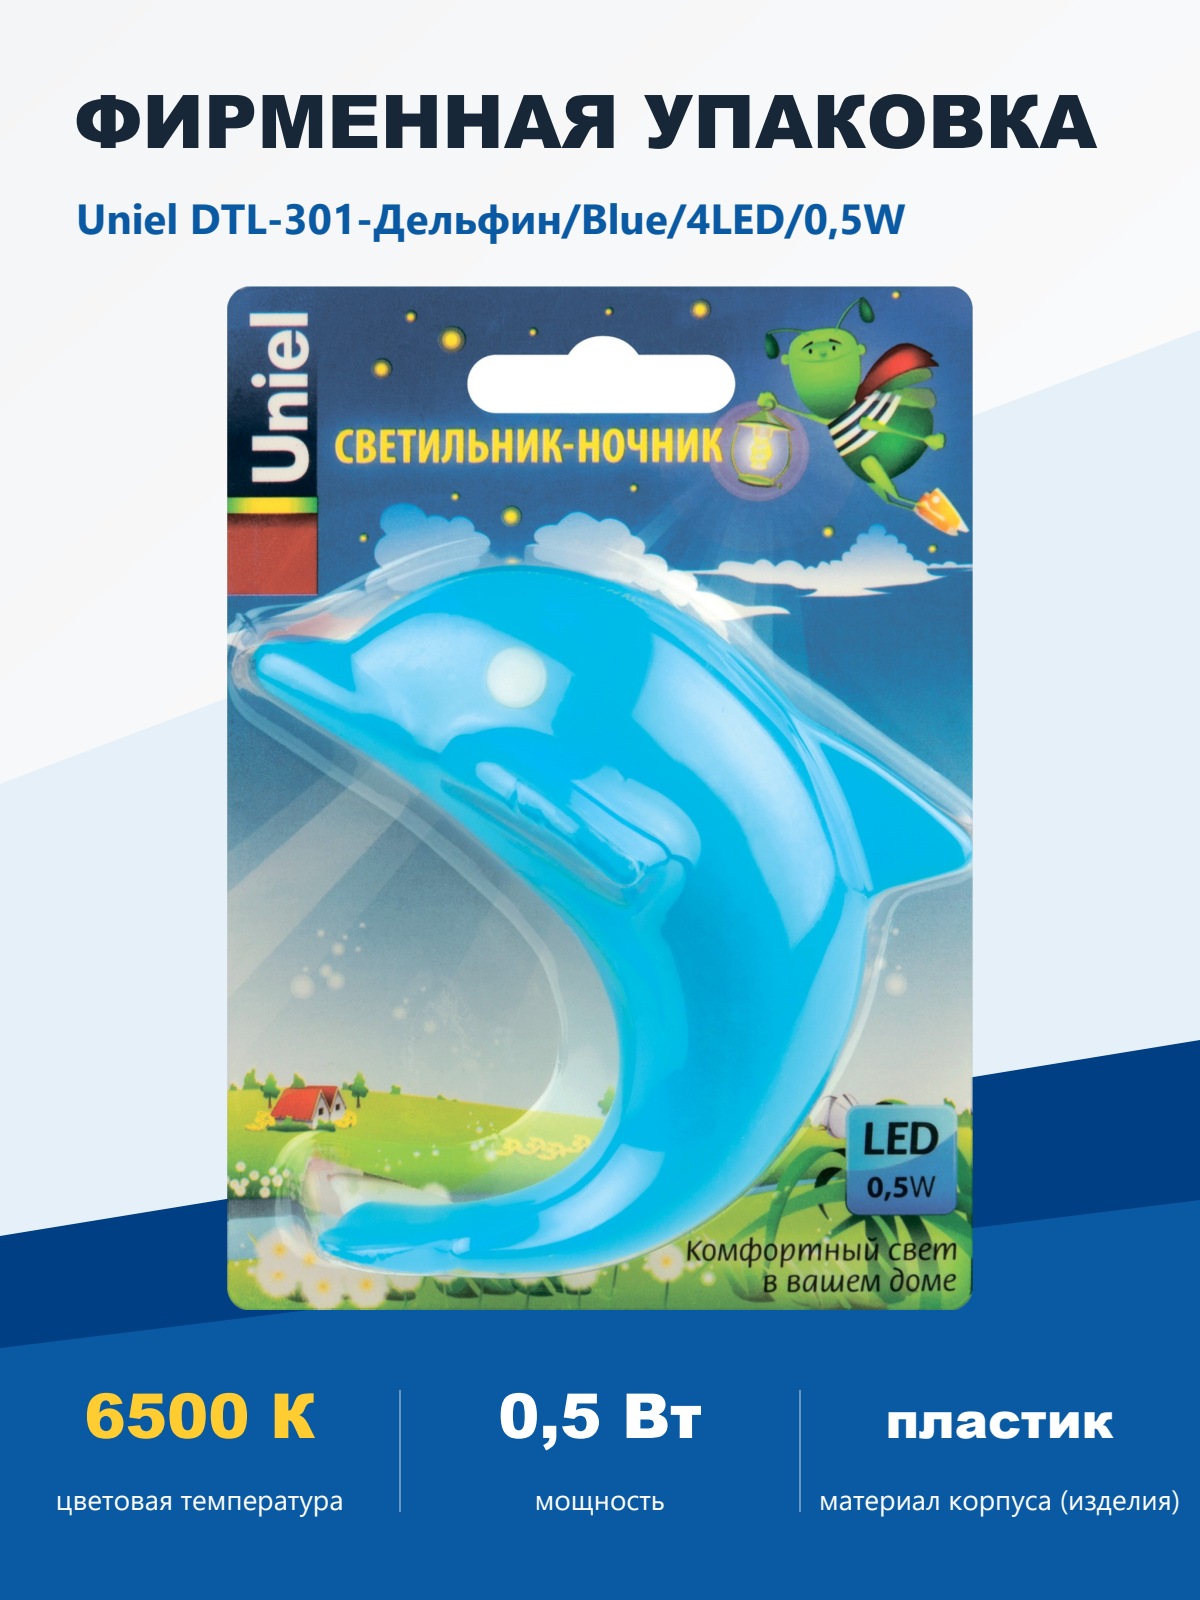 ФИРМЕННАЯ УПАКОВКА
Uniel DTL-301-Дельфин/Blue/4LED/0,5W
Uniel
СВЕТИЛЬНИК-НОЧНИК
LED
0,5W
Комфортный свет
в вашем доме
6500 К
цветовая температура
0,5 Вт
мощность
пластик
материал корпуса (изделия)